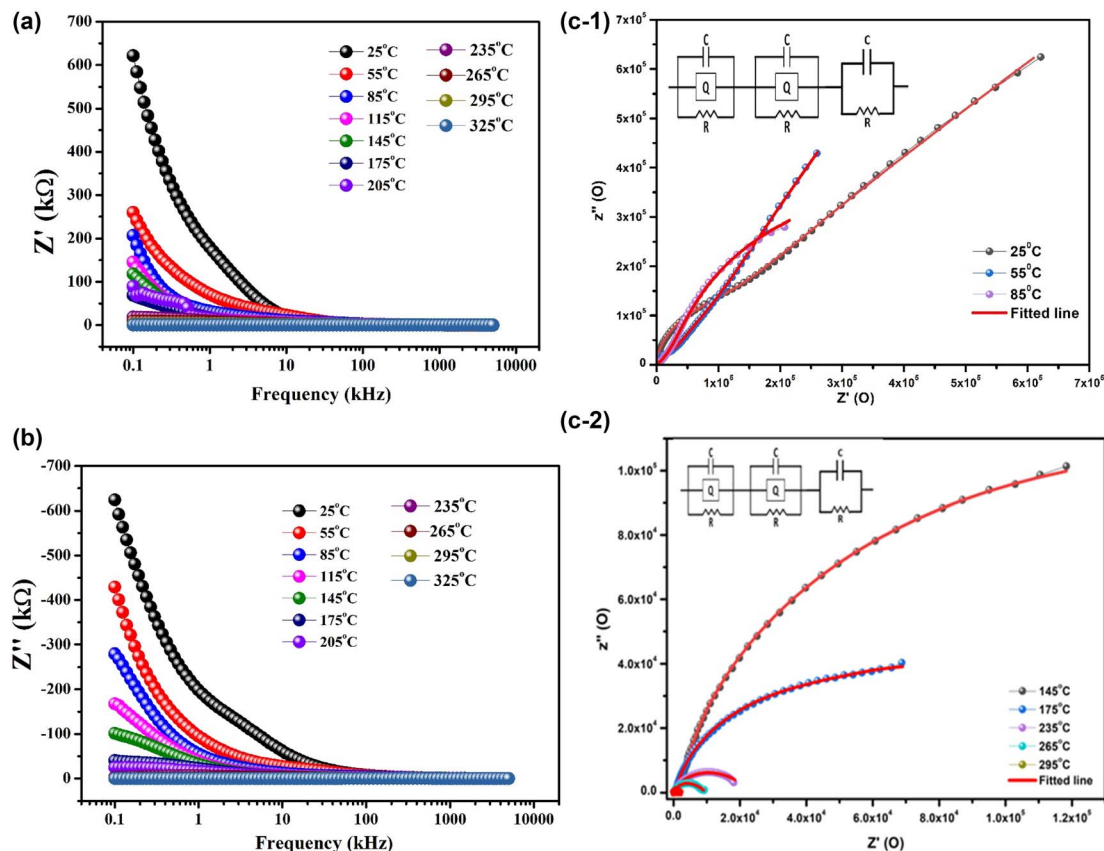 (a)
700
600
500
400
300
200
100
0
Z' (kΩ)
0.1 1 10 100 1000 10000
Frequency (kHz)
25°C
55°C
85°C
115°C
145°C
175°C
205°C
235°C
265°C
295°C
325°C
(b)
-700
-600
-500
-400
-300
-200
-100
0
Z'' (kΩ)
0.1 1 10 100 1000 10000
Frequency (kHz)
25°C
55°C
85°C
115°C
145°C
175°C
205°C
235°C
265°C
295°C
325°C
(c-1)
7x10⁵
6x10⁵
5x10⁵
4x10⁵
3x10⁵
2x10⁵
1x10⁵
0
z'' (O)
C C C
Q Q
R R R
25⁰C
55⁰C
85⁰C
Fitted line
0 1x10⁵ 2x10⁵ 3x10⁵ 4x10⁵ 5x10⁵ 6x10⁵ 7x10⁵
Z' (O)
(c-2)
1.0x10⁵
8.0x10⁴
6.0x10⁴
4.0x10⁴
2.0x10⁴
0.0
z'' (O)
C C c
Q Q
R R R
145°C
175°C
235°C
265°C
295°C
Fitted line
0.0 2.0x10⁴ 4.0x10⁴ 6.0x10⁴ 8.0x10⁴ 1.0x10⁵ 1.2x10⁵
Z' (O)